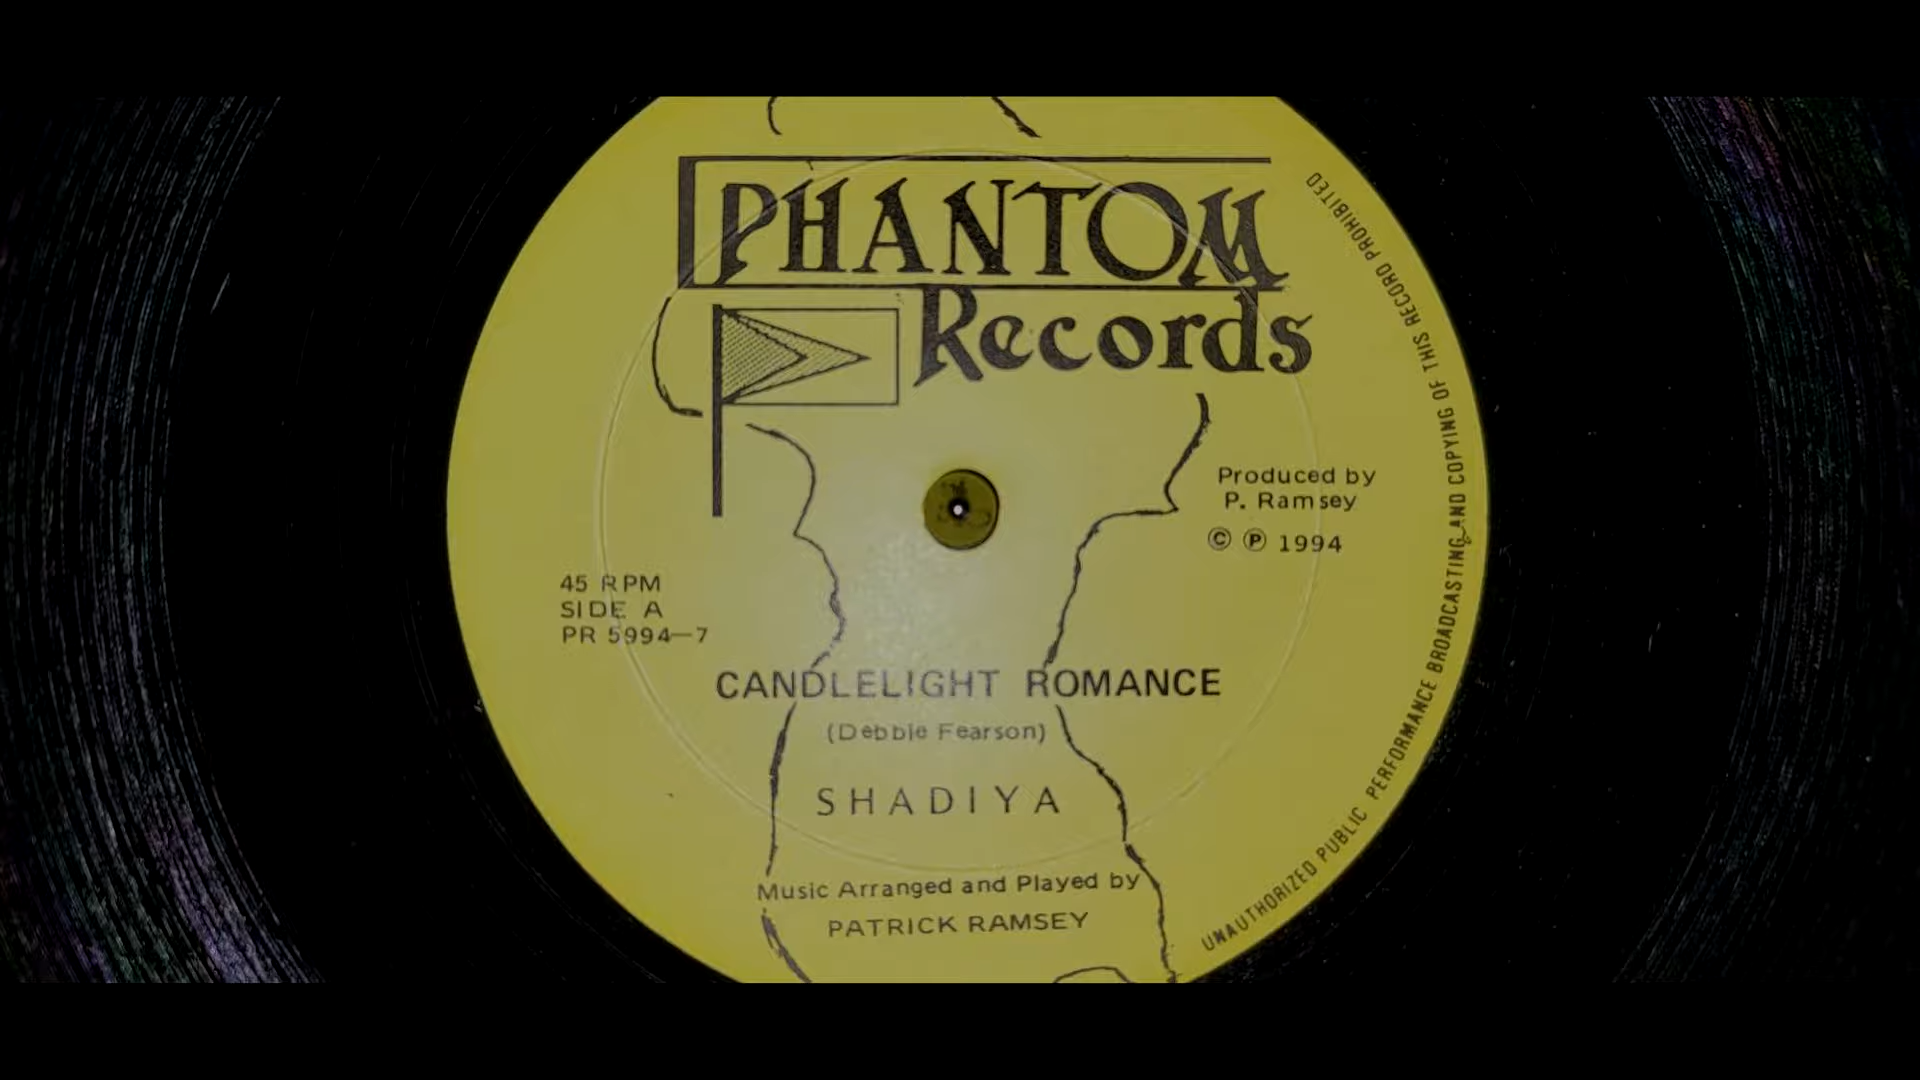 PHANTOM
Records
Produced by
P. Ramsey
© ℗ 1994
45 RPM
SIDE A
PR 5994—7
CANDLELIGHT ROMANCE
(Debbie Fearson)
SHADIYA
Music Arranged and Played by
PATRICK RAMSEY
UNAUTHORIZED PUBLIC PERFORMANCE BROADCASTING AND COPYING OF THIS RECORD PROHIBITED